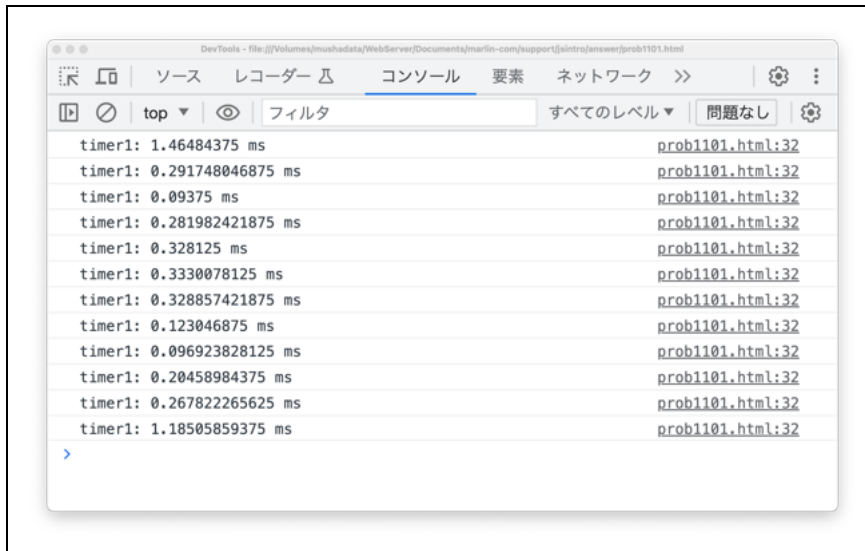 DevTools - file:///Volumes/mushadata/WebServer/Documents/marlin-com/support/jsintro/answer/prob1101.html
ソース レコーダー コンソール 要素 ネットワーク >>
top ▼ フィルタ すべてのレベル ▼ 問題なし
timer1: 1.46484375 ms prob1101.html:32
timer1: 0.291748046875 ms prob1101.html:32
timer1: 0.09375 ms prob1101.html:32
timer1: 0.281982421875 ms prob1101.html:32
timer1: 0.328125 ms prob1101.html:32
timer1: 0.3330078125 ms prob1101.html:32
timer1: 0.328857421875 ms prob1101.html:32
timer1: 0.123046875 ms prob1101.html:32
timer1: 0.096923828125 ms prob1101.html:32
timer1: 0.20458984375 ms prob1101.html:32
timer1: 0.267822265625 ms prob1101.html:32
timer1: 1.18505859375 ms prob1101.html:32
>